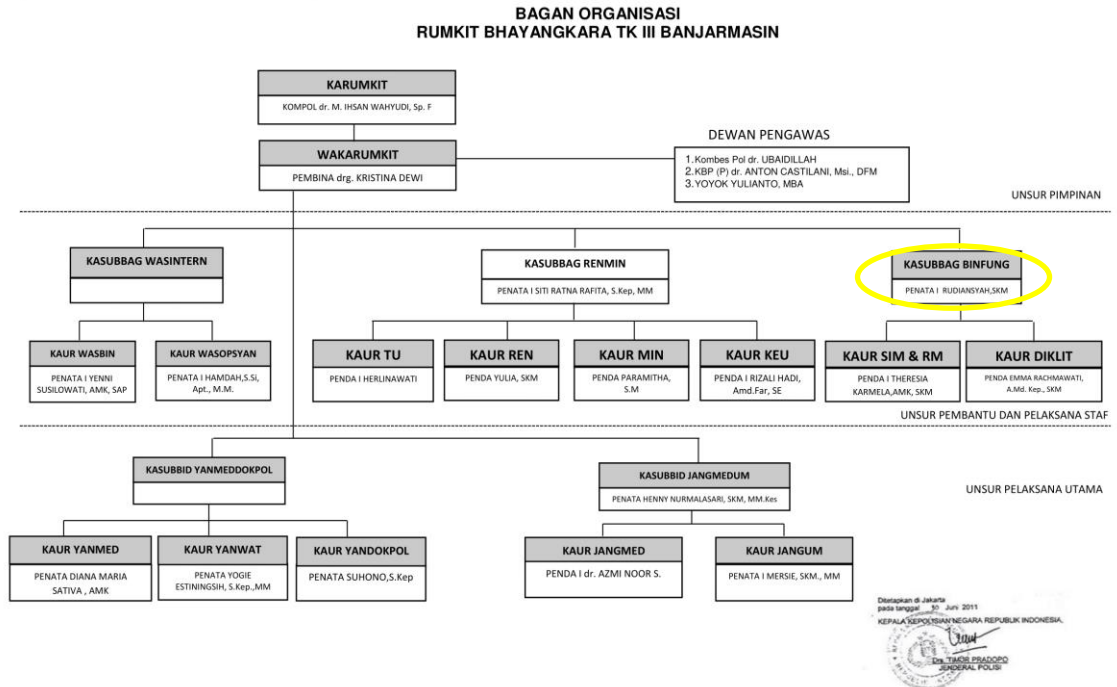 BAGAN ORGANISASI
RUMKIT BHAYANGKARA TK III BANJARMASIN
KARUMKIT
KOMPOL dr. M. IHSAN WAHYUDI, Sp. F
WAKARUMKIT
PEMBINA drg. KRISTINA DEWI
DEWAN PENGAWAS
1.Kombes Pol dr. UBAIDILLAH
2.KBP (P) dr. ANTON CASTILANI, Msi., DFM
3.YOYOK YULIANTO, MBA
UNSUR PIMPINAN
KASUBBAG WASINTERN
KASUBBAG RENMIN
PENATA I SITI RATNA RAFITA, S.Kep, MM
KASUBBAG BINFUNG
PENATA I RUDIANSYAH,SKM
KAUR WASBIN
PENATA I YENNI
SUSILOWATI, AMK, SAP
KAUR WASOPSYAN
PENATA I HAMDAH,S.Si,
Apt., M.M.
KAUR TU
PENDA I HERLINAWATI
KAUR REN
PENDA YULIA, SKM
KAUR MIN
PENDA PARAMITHA,
S.M
KAUR KEU
PENDA I RIZALI HADI,
Amd.Far, SE
KAUR SIM & RM
PENDA I THERESIA
KARMELA,AMK, SKM
KAUR DIKLIT
PENDA EMMA RACHMAWATI,
A.Md. Kep., SKM
UNSUR PEMBANTU DAN PELAKSANA STAF
KASUBBID YANMEDDOKPOL
KASUBBID JANGMEDUM
PENATA HENNY NURMALASARI, SKM, MM.Kes
UNSUR PELAKSANA UTAMA
KAUR YANMED
PENATA DIANA MARIA
SATIVA , AMK
KAUR YANWAT
PENATA YOGIE
ESTININGSIH, S.Kep.,MM
KAUR YANDOKPOL
PENATA SUHONO,S.Kep
KAUR JANGMED
PENDA I dr. AZMI NOOR S.
KAUR JANGUM
PENATA I MERSIE, SKM., MM
Ditetapkan di Jakarta
pada tanggal Juni 2011
KEPALA KEPOLISIAN NEGARA REPUBLIK INDONESIA,
Drs. TIMUR PRADOPO
JENDERAL POLISI